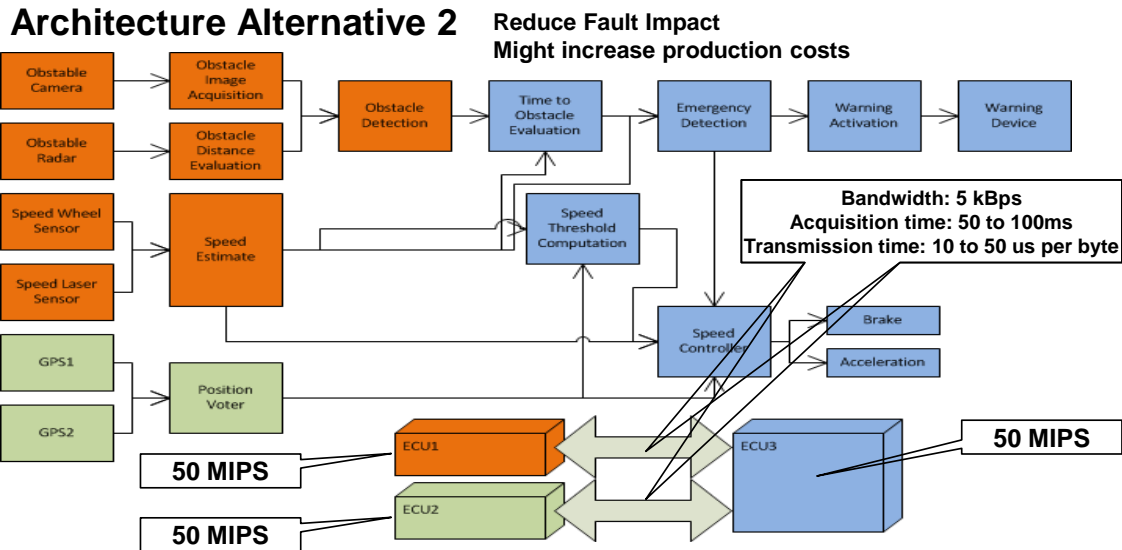 Architecture Alternative 2
Reduce Fault Impact
Might increase production costs
Obstable
Camera
Obstacle
Image
Acquisition
Obstacle
Detection
Time to
Obstacle
Evaluation
Emergency
Detection
Warning
Activation
Warning
Device
Obstable
Radar
Obstacle
Distance
Evaluation
Bandwidth: 5 kBps
Acquisition time: 50 to 100ms
Transmission time: 10 to 50 us per byte
Speed Wheel
Sensor
Speed
Estimate
Speed
Threshold
Computation
Speed Laser
Sensor
Speed
Controller
Brake
Acceleration
GPS1
Position
Voter
GPS2
ECU1
ECU3
50 MIPS
50 MIPS
ECU2
50 MIPS